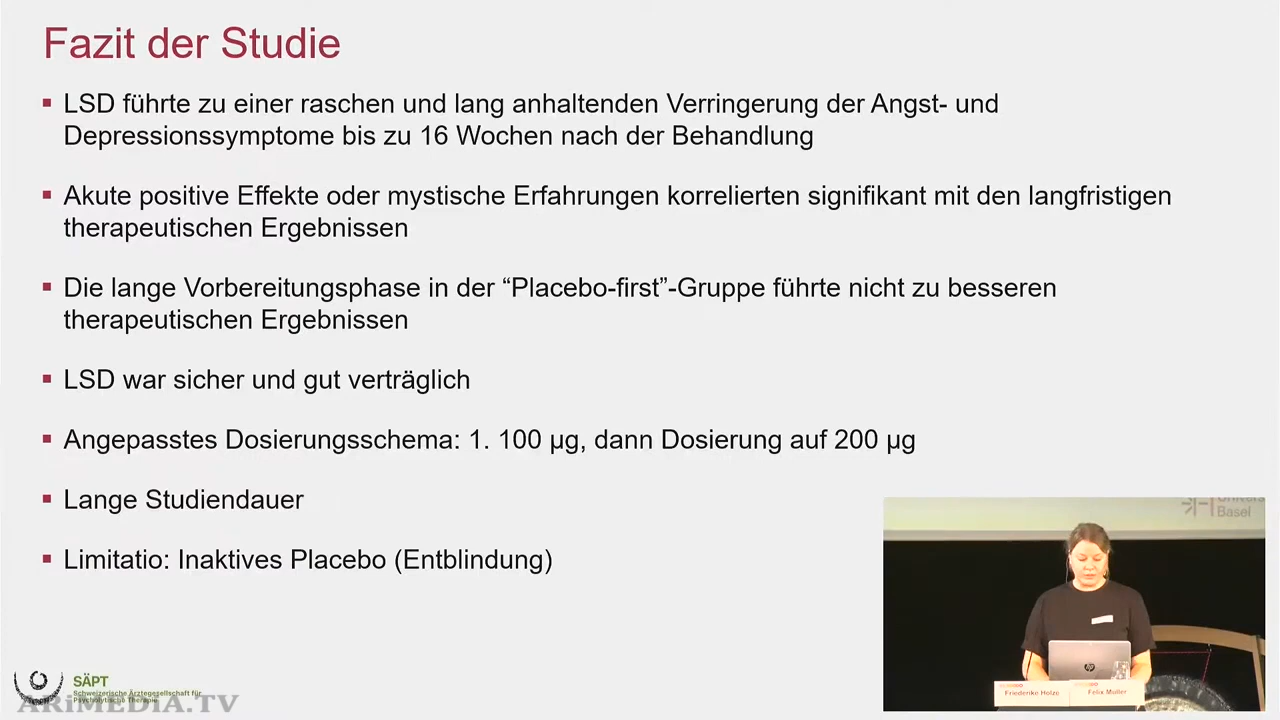 Fazit der Studie
▪ LSD führte zu einer raschen und lang anhaltenden Verringerung der Angst- und
Depressionssymptome bis zu 16 Wochen nach der Behandlung
▪ Akute positive Effekte oder mystische Erfahrungen korrelierten signifikant mit den langfristigen
therapeutischen Ergebnissen
▪ Die lange Vorbereitungsphase in der “Placebo-first”-Gruppe führte nicht zu besseren
therapeutischen Ergebnissen
▪ LSD war sicher und gut verträglich
▪ Angepasstes Dosierungsschema: 1. 100 µg, dann Dosierung auf 200 µg
▪ Lange Studiendauer
▪ Limitatio: Inaktives Placebo (Entblindung)
Basel
hp
Friederike Holze
Felix Müller
SÄPT
Schweizerische Ärztegesellschaft für
Psycholytische Therapie
ARIMEDIA.TV